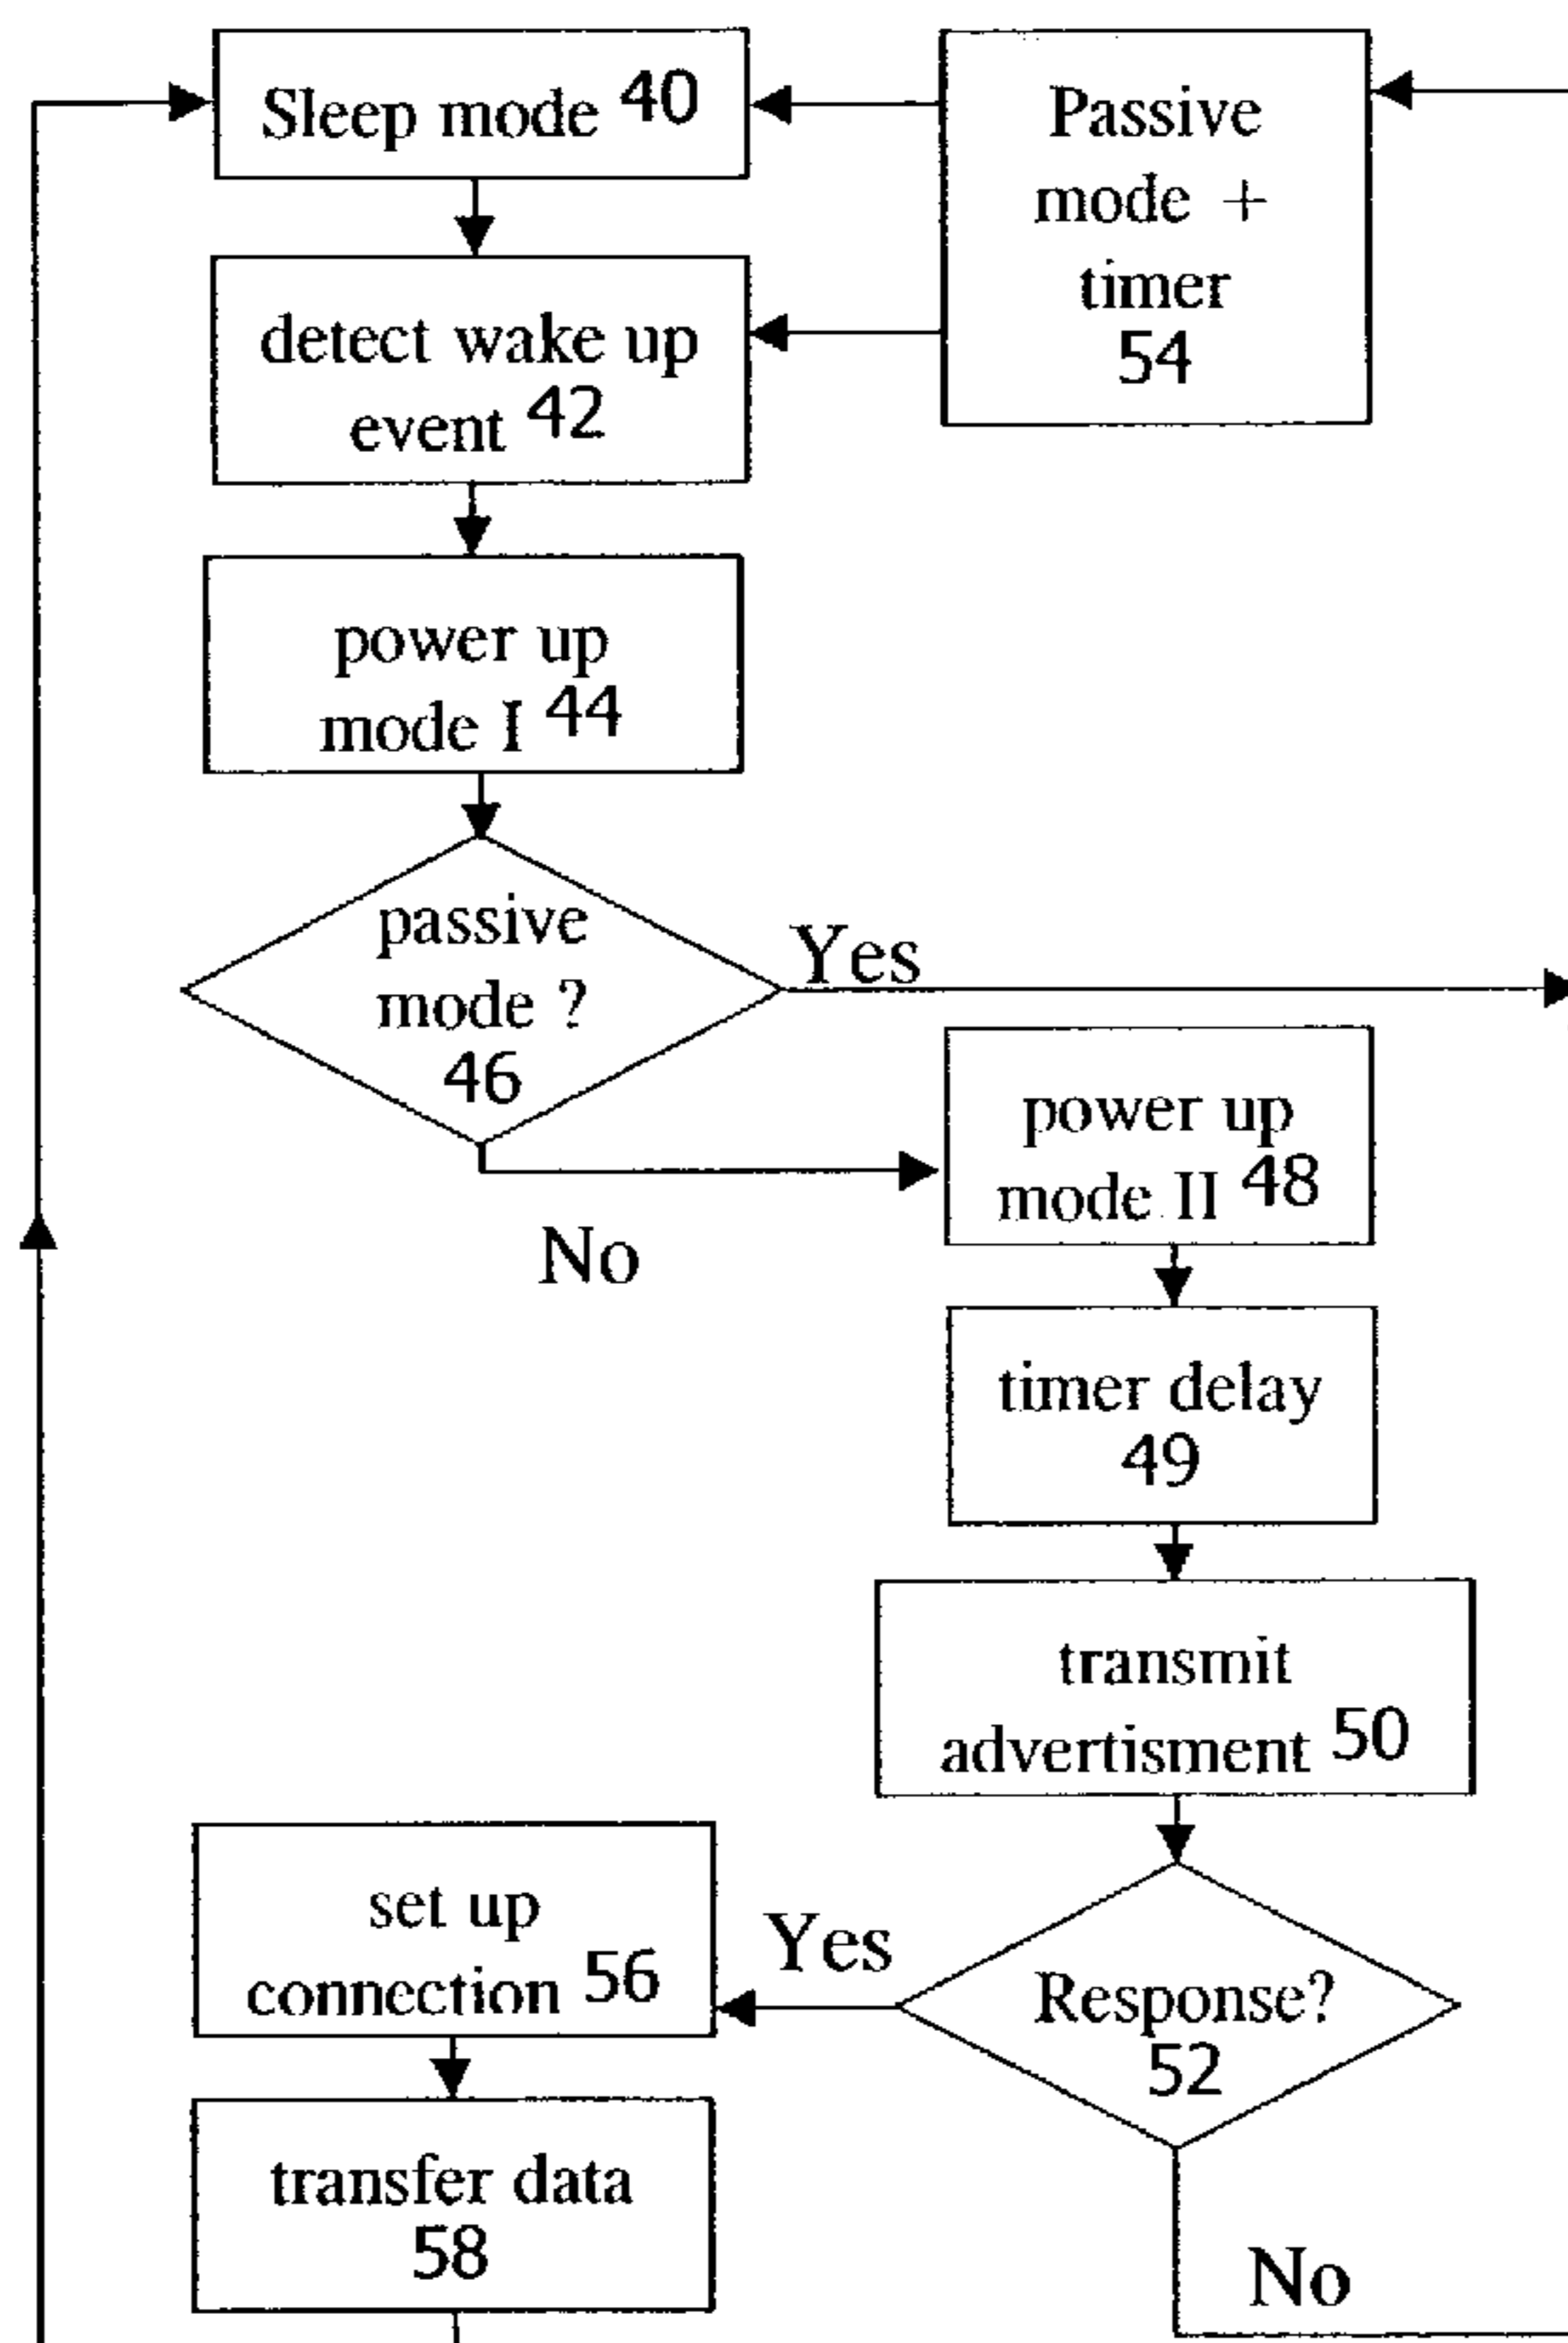 Sleep mode 40
Passive
mode +
timer
54
detect wake up
event 42
power up
mode I 44
passive
mode ?
46
Yes
No
power up
mode II 48
timer delay
49
transmit
advertisment 50
Response?
52
Yes
No
set up
connection 56
transfer data
58